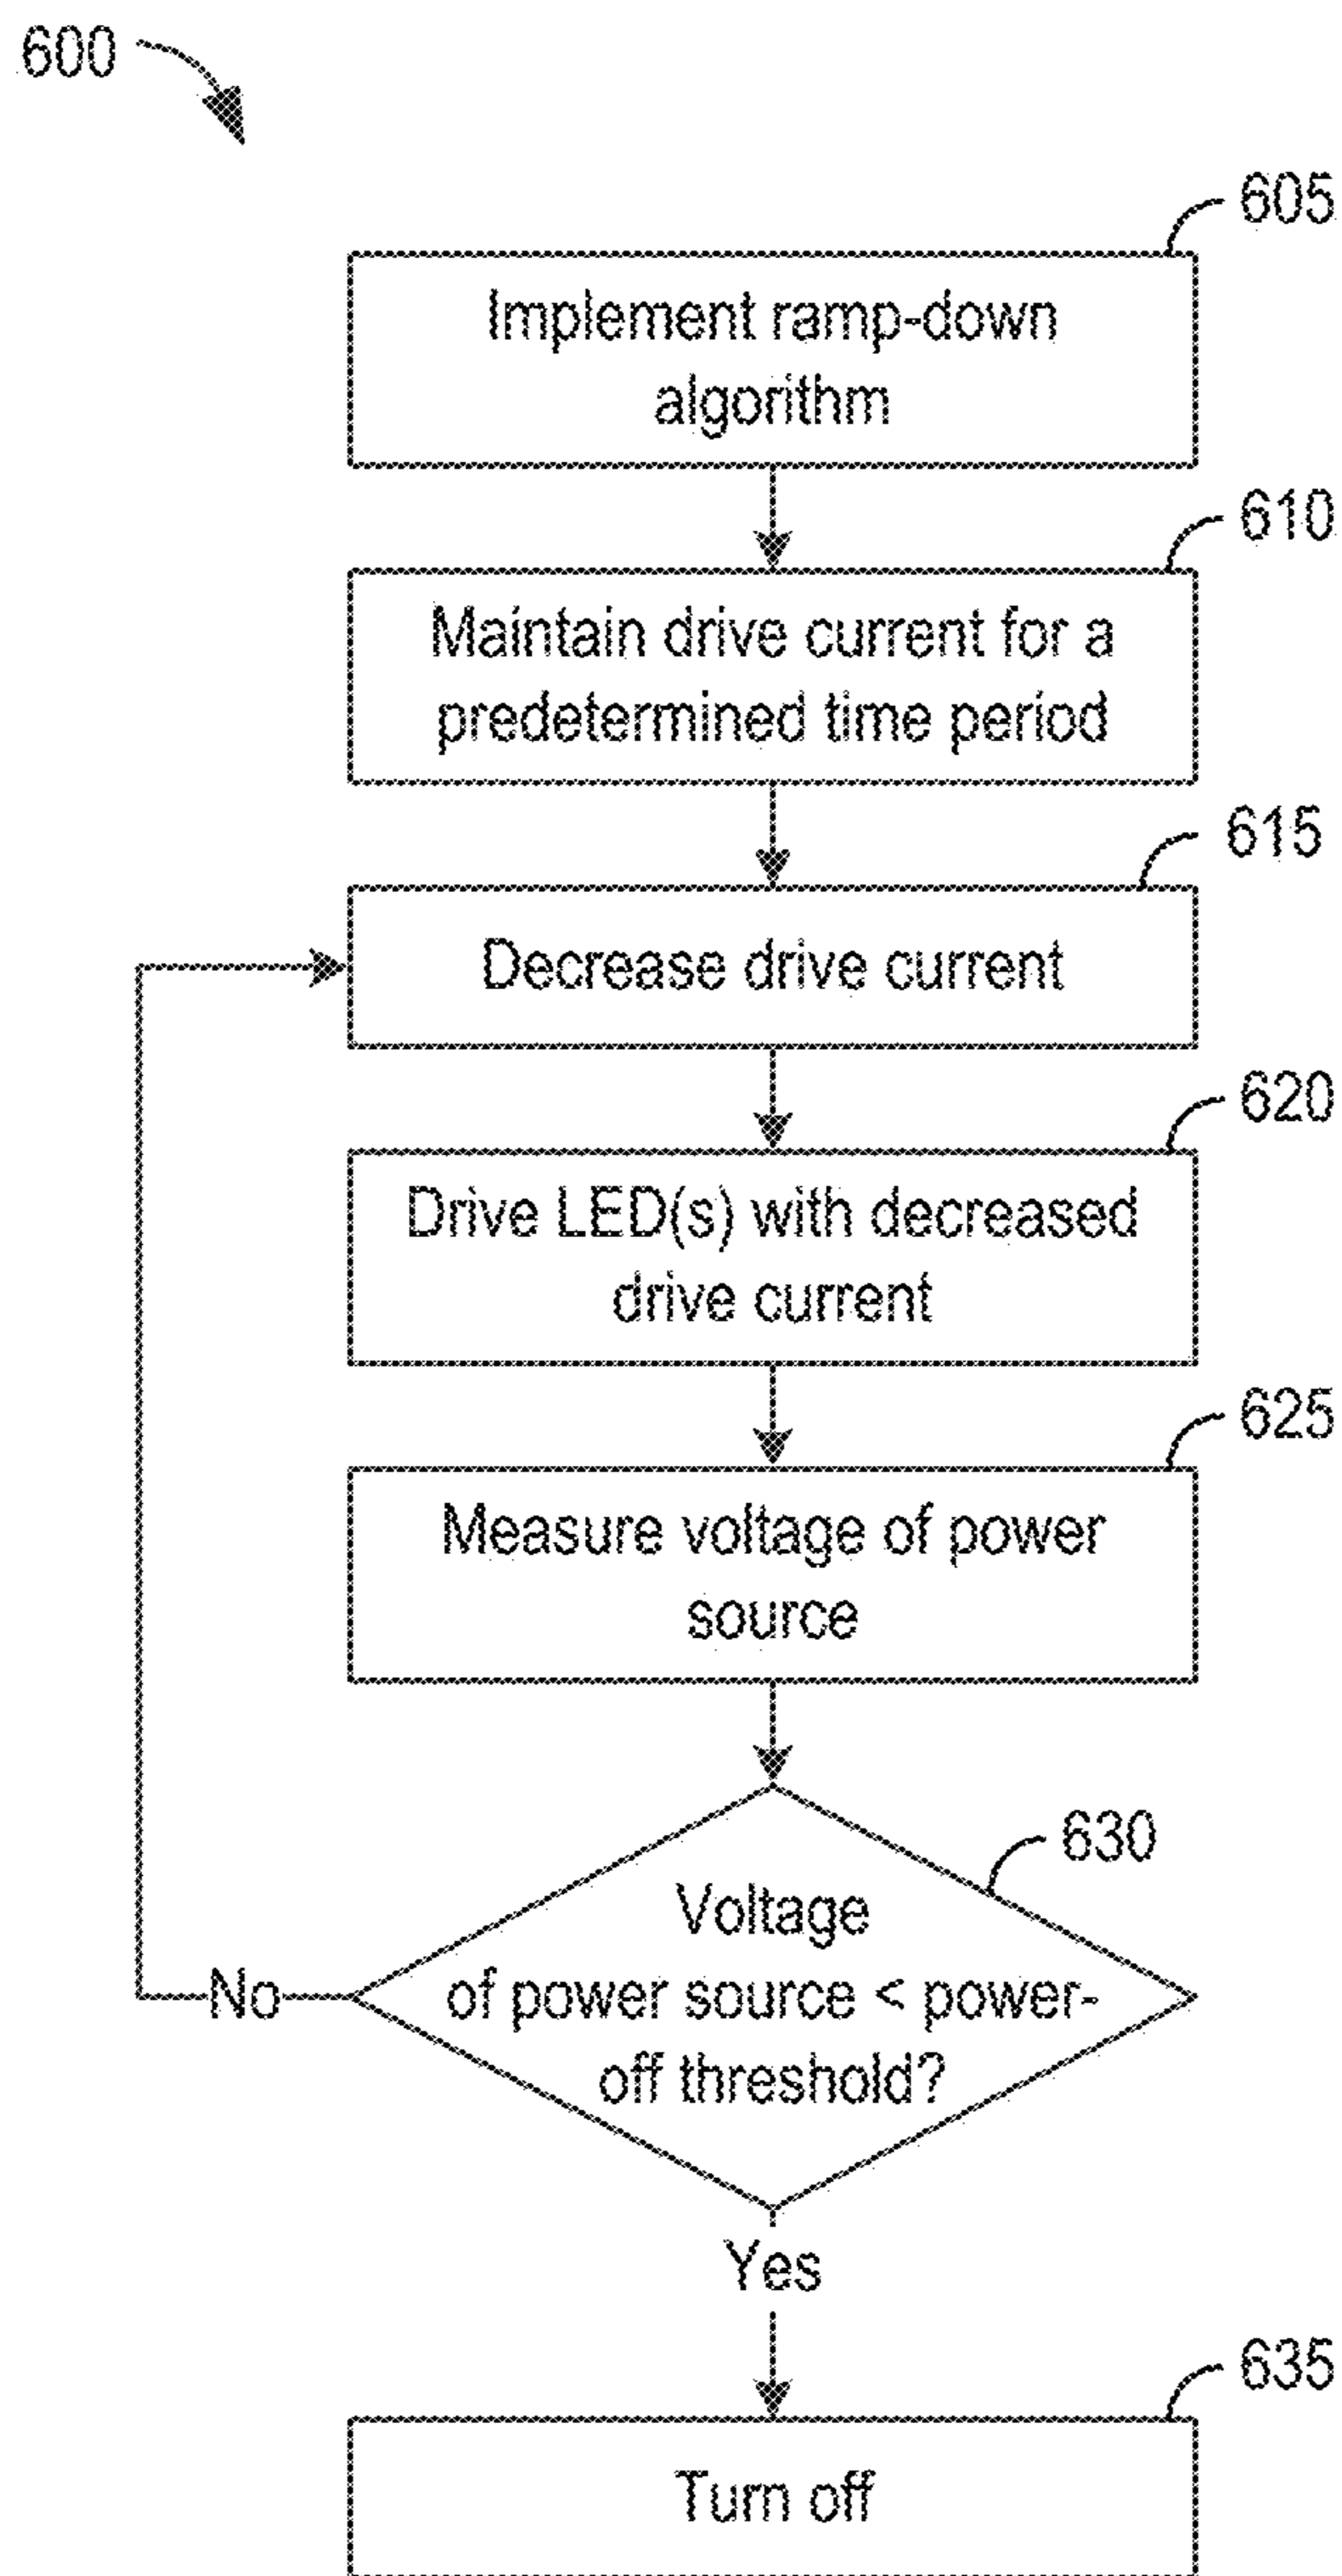 600
605
Implement ramp-down
algorithm
610
Maintain drive current for a
predetermined time period
615
Decrease drive current
620
Drive LED(s) with decreased
drive current
625
Measure voltage of power
source
630
Voltage
of power source < power-
off threshold?
No
Yes
635
Turn off